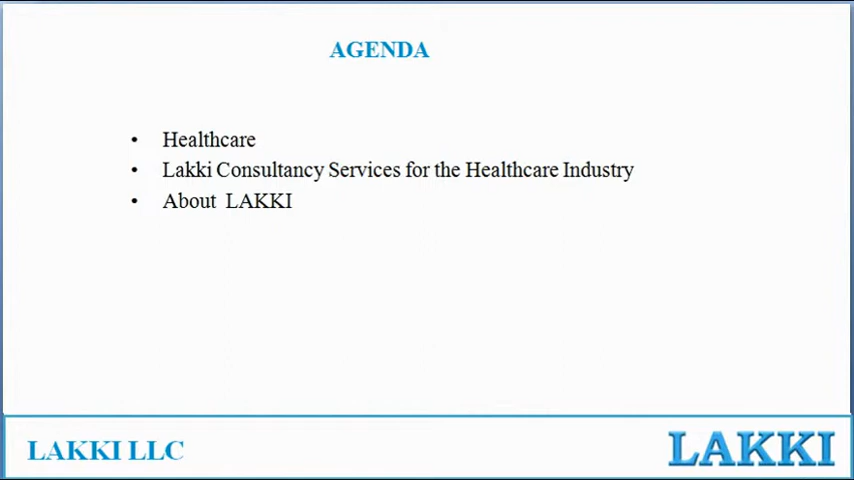 AGENDA
• Healthcare
• Lakki Consultancy Services for the Healthcare Industry
• About LAKKI
LAKKI LLC
LAKKI